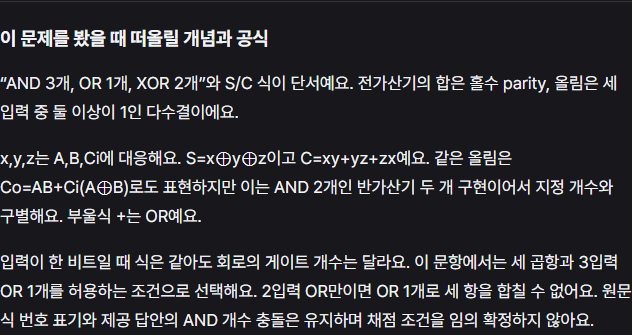 이 문제를 봤을 때 떠올릴 개념과 공식
“AND 3개, OR 1개, XOR 2개”와 S/C 식이 단서예요. 전가산기의 합은 홀수 parity, 올림은 세
입력 중 둘 이상이 1인 다수결이에요.
x,y,z는 A,B,Ci에 대응해요. S=x⊕y⊕z이고 C=xy+yz+zx예요. 같은 올림은
Co=AB+Ci(A⊕B)로도 표현하지만 이는 AND 2개인 반가산기 두 개 구현이어서 지정 개수와
구별해요. 부울식 +는 OR예요.
입력이 한 비트일 때 식은 같아도 회로의 게이트 개수는 달라요. 이 문항에서는 세 곱항과 3입력
OR 1개를 허용하는 조건으로 선택해요. 2입력 OR만이면 OR 1개로 세 항을 합칠 수 없어요. 원문
식 번호 표기와 제공 답안의 AND 개수 충돌은 유지하며 채점 조건을 임의 확정하지 않아요.